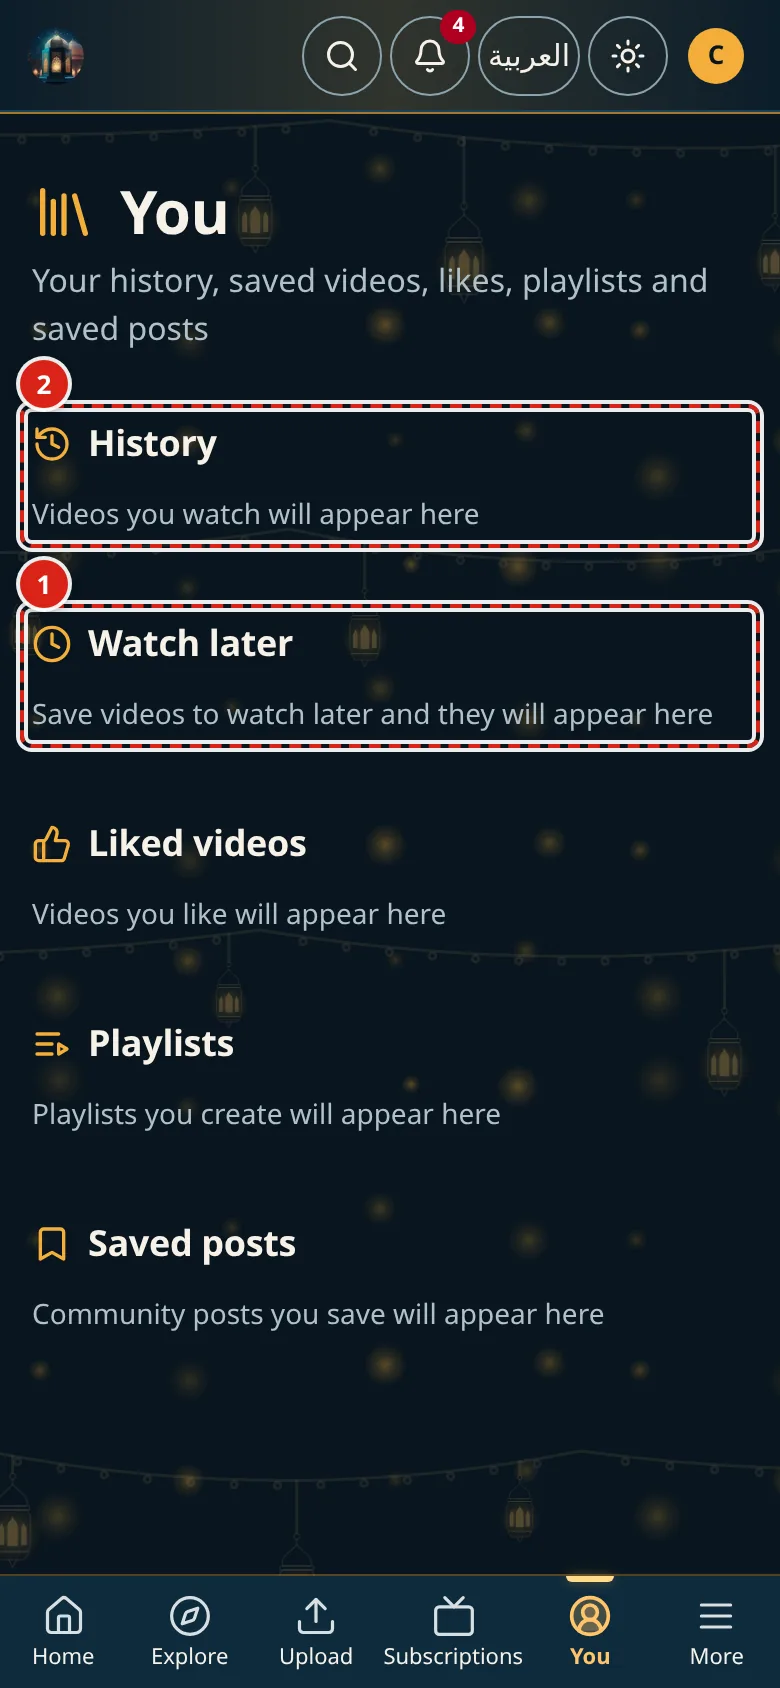 4
العربية
C
You
Your history, saved videos, likes, playlists and
saved posts
2
History
Videos you watch will appear here
1
Watch later
Save videos to watch later and they will appear here
Liked videos
Videos you like will appear here
Playlists
Playlists you create will appear here
Saved posts
Community posts you save will appear here
Home
Explore
Upload
Subscriptions
You
More